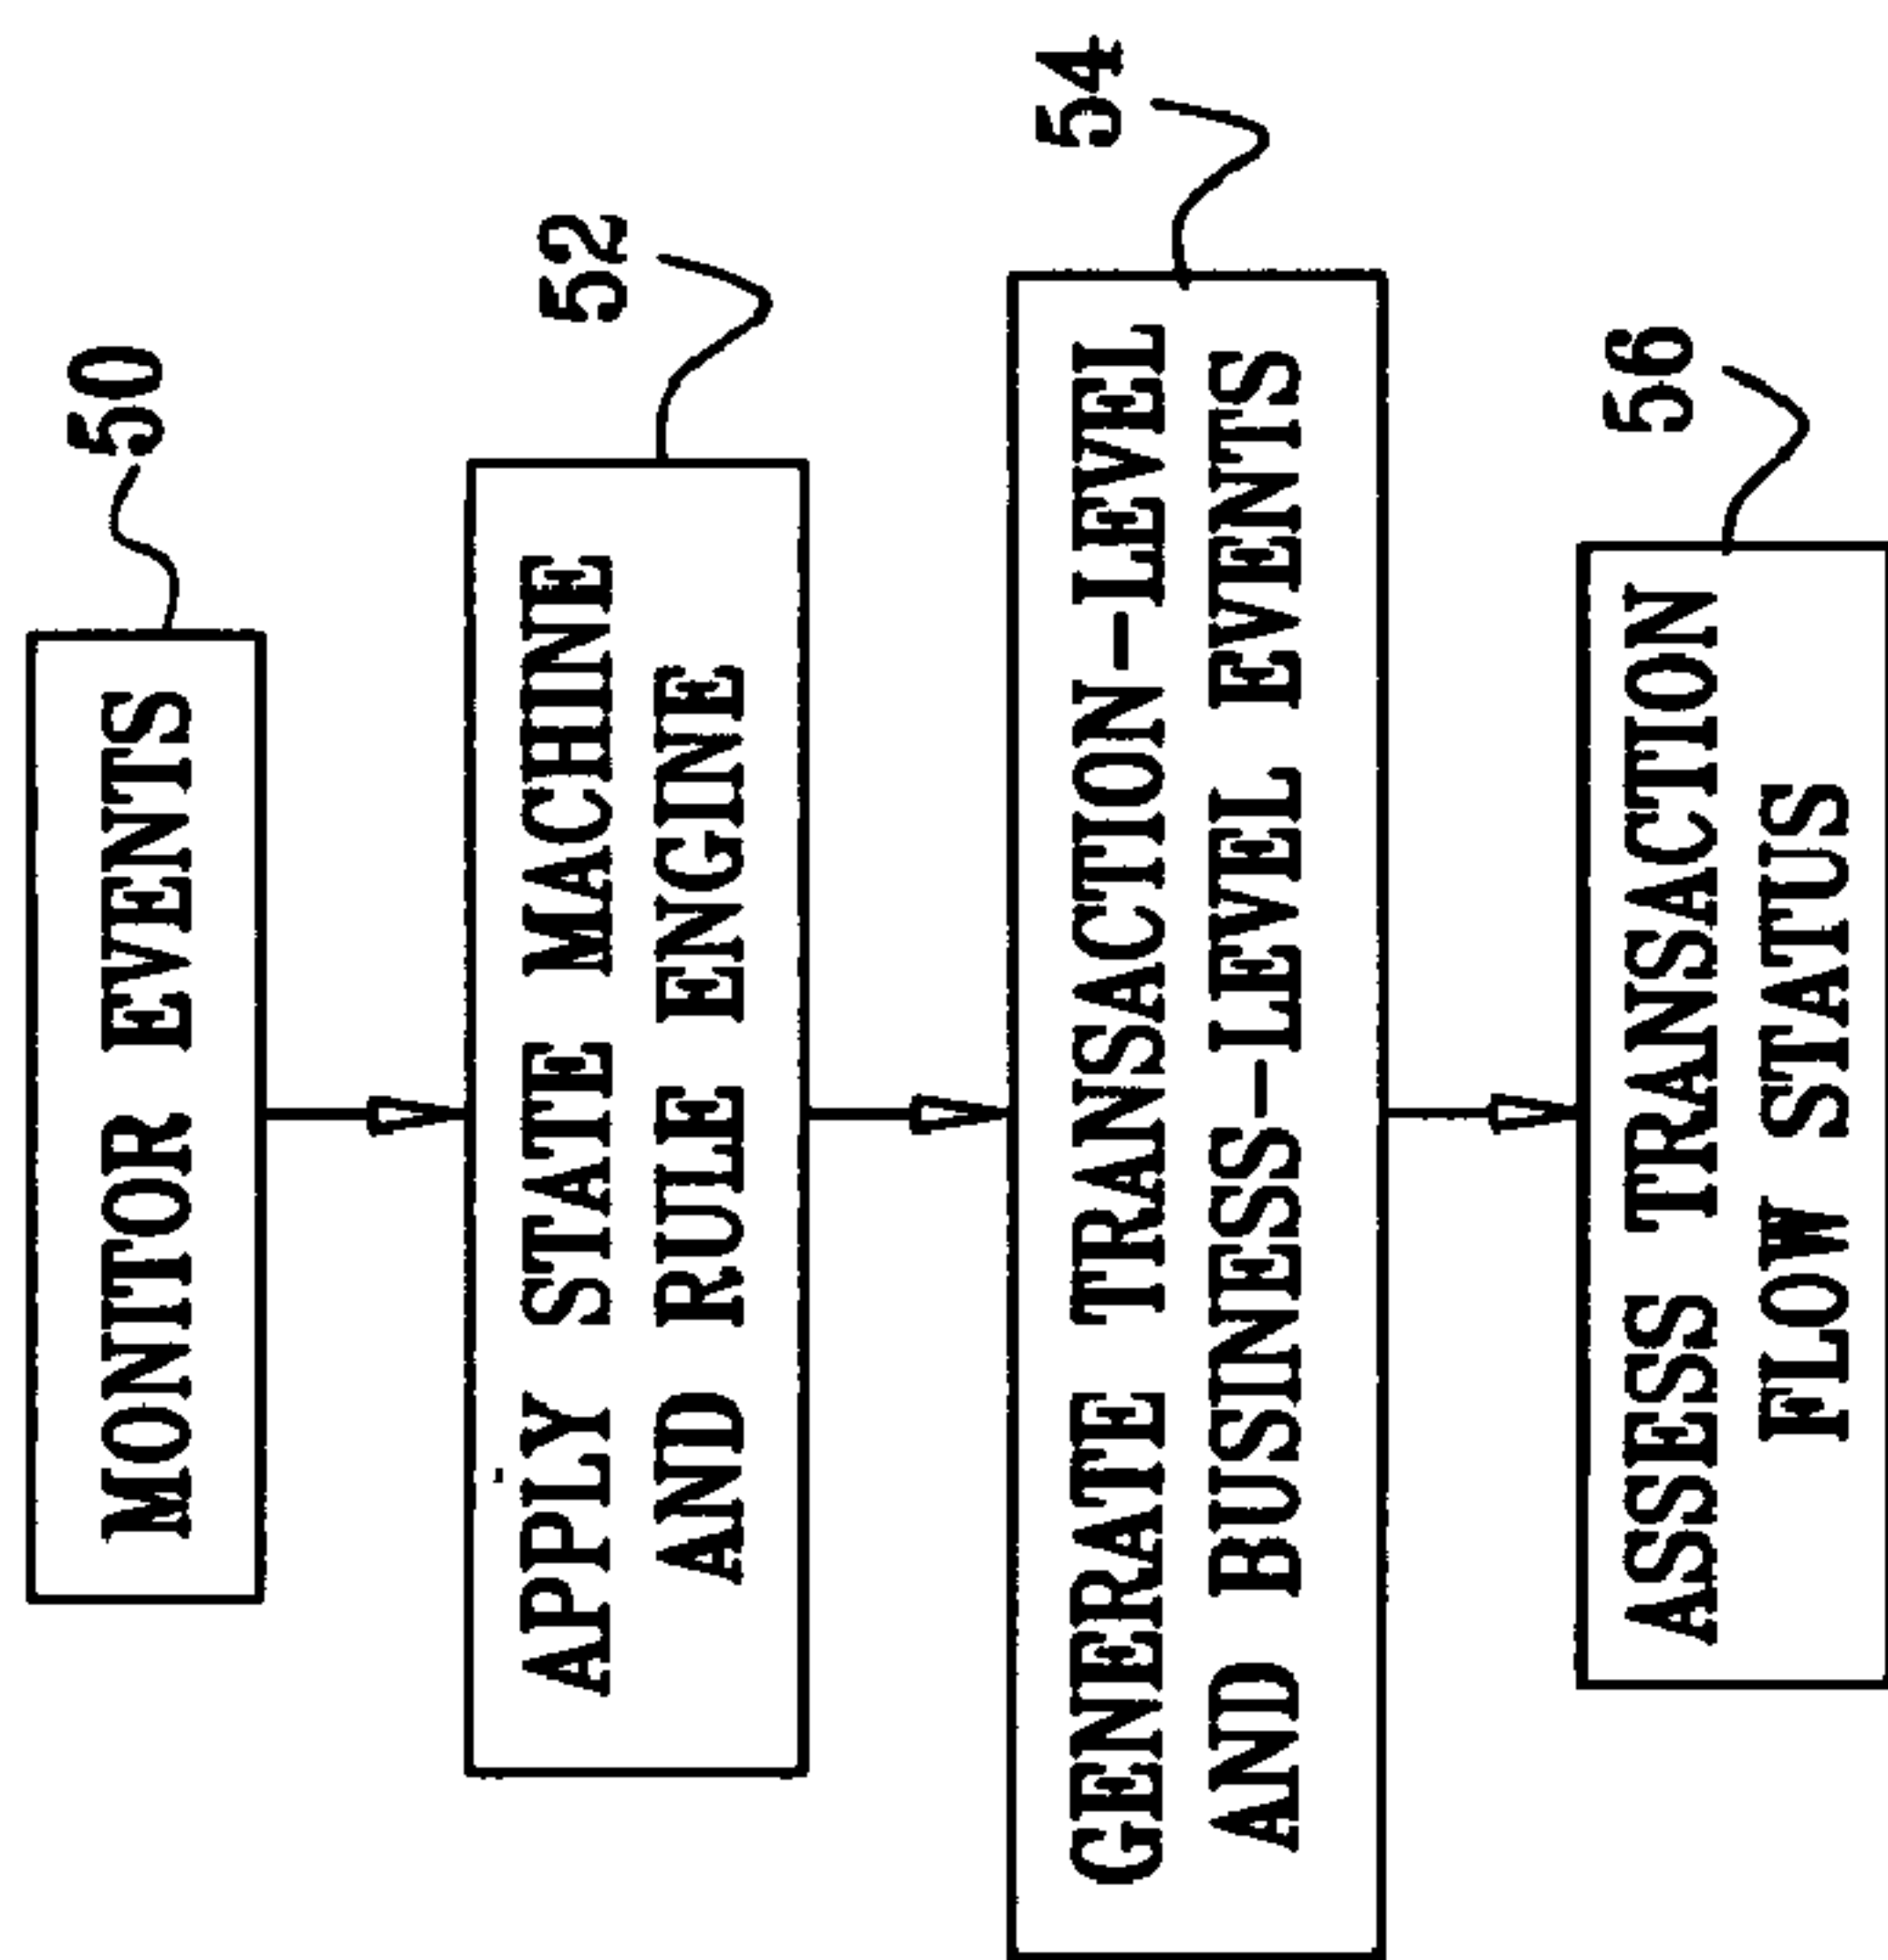 50
MONITOR EVENTS
52
APPLY STATE MACHINE
AND RULE ENGINE
54
GENERATE TRANSACTION-LEVEL
AND BUSINESS-LEVEL EVENTS
56
ASSESS TRANSACTION
FLOW STATUS